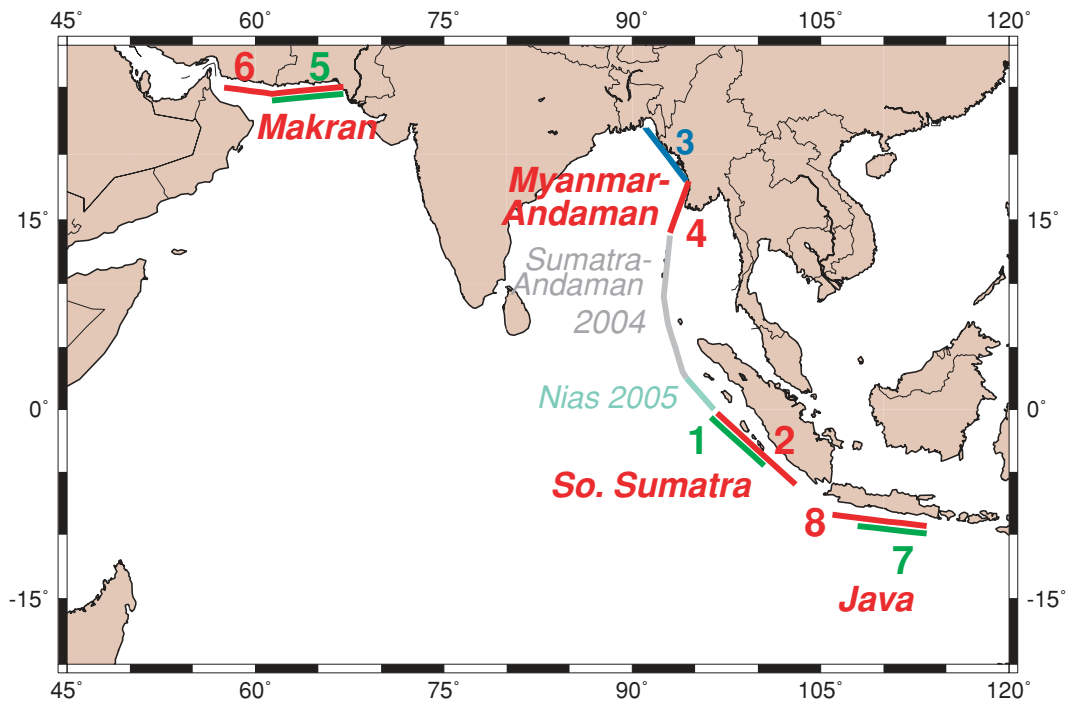 45˚ 60˚ 75˚ 90˚ 105˚ 120˚
6 5
Makran
3
Myanmar-
Andaman
4
15˚ 15˚
Sumatra-
Andaman
2004
Nias 2005
0˚ 0˚
1 2
So. Sumatra
8
7
Java
-15˚ -15˚
45˚ 60˚ 75˚ 90˚ 105˚ 120˚